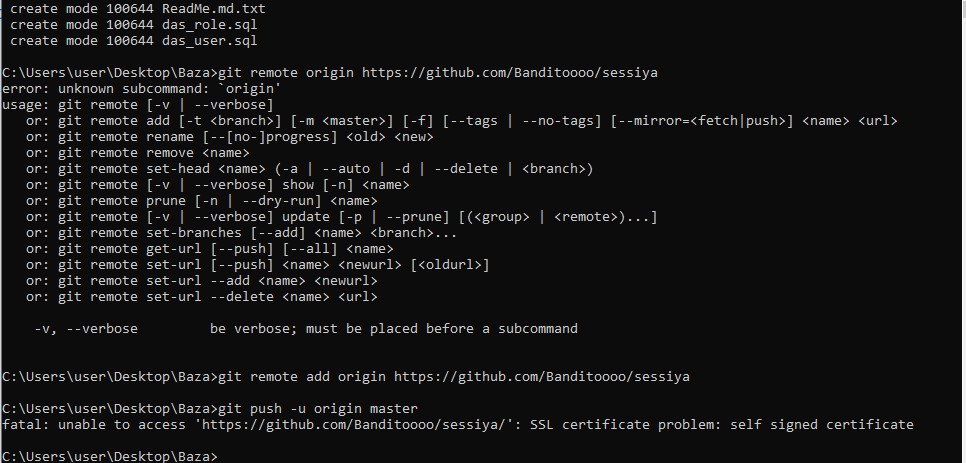 create mode 100644 ReadMe.md.txt
create mode 100644 das_role.sql
create mode 100644 das_user.sql
C:\Users\user\Desktop\Baza>git remote origin https://github.com/Banditoooo/sessiya
error: unknown subcommand: `origin'
usage: git remote [-v | --verbose]
   or: git remote add [-t <branch>] [-m <master>] [-f] [--tags | --no-tags] [--mirror=<fetch|push>] <name> <url>
   or: git remote rename [--[no-]progress] <old> <new>
   or: git remote remove <name>
   or: git remote set-head <name> (-a | --auto | -d | --delete | <branch>)
   or: git remote [-v | --verbose] show [-n] <name>
   or: git remote prune [-n | --dry-run] <name>
   or: git remote [-v | --verbose] update [-p | --prune] [(<group> | <remote>)...]
   or: git remote set-branches [--add] <name> <branch>...
   or: git remote get-url [--push] [--all] <name>
   or: git remote set-url [--push] <name> <newurl> [<oldurl>]
   or: git remote set-url --add <name> <newurl>
   or: git remote set-url --delete <name> <url>
    -v, --verbose         be verbose; must be placed before a subcommand
C:\Users\user\Desktop\Baza>git remote add origin https://github.com/Banditoooo/sessiya
C:\Users\user\Desktop\Baza>git push -u origin master
fatal: unable to access 'https://github.com/Banditoooo/sessiya/': SSL certificate problem: self signed certificate
C:\Users\user\Desktop\Baza>